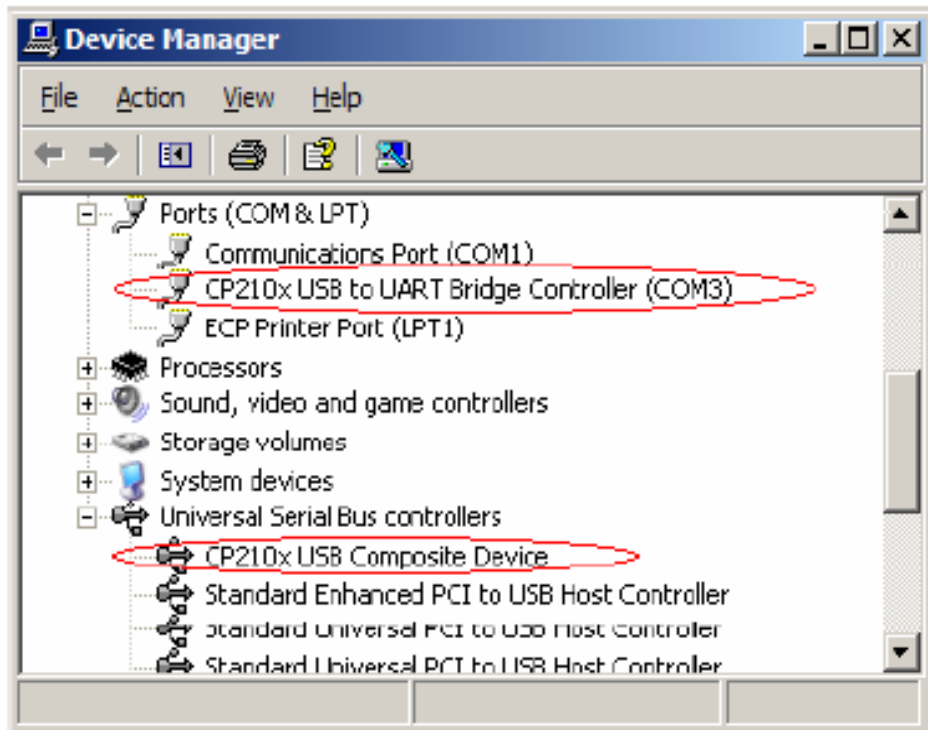 Device Manager
File Action View Help
Ports (COM & LPT)
Communications Port (COM1)
CP210x USB to UART Bridge Controller (COM3)
ECP Printer Port (LPT1)
Processors
Sound, video and game controllers
Storage volumes
System devices
Universal Serial Bus controllers
CP210x USB Composite Device
Standard Enhanced PCI to USB Host Controller
Standard Universal PCI to USB Host Controller
Standard Universal PCI to USB Host Controller